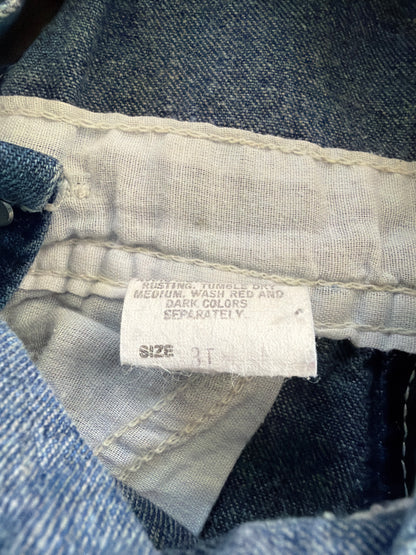 RUSTING. TUMBLE DRY
MEDIUM. WASH RED AND
DARK COLORS
SEPARATELY.
SIZE 3T